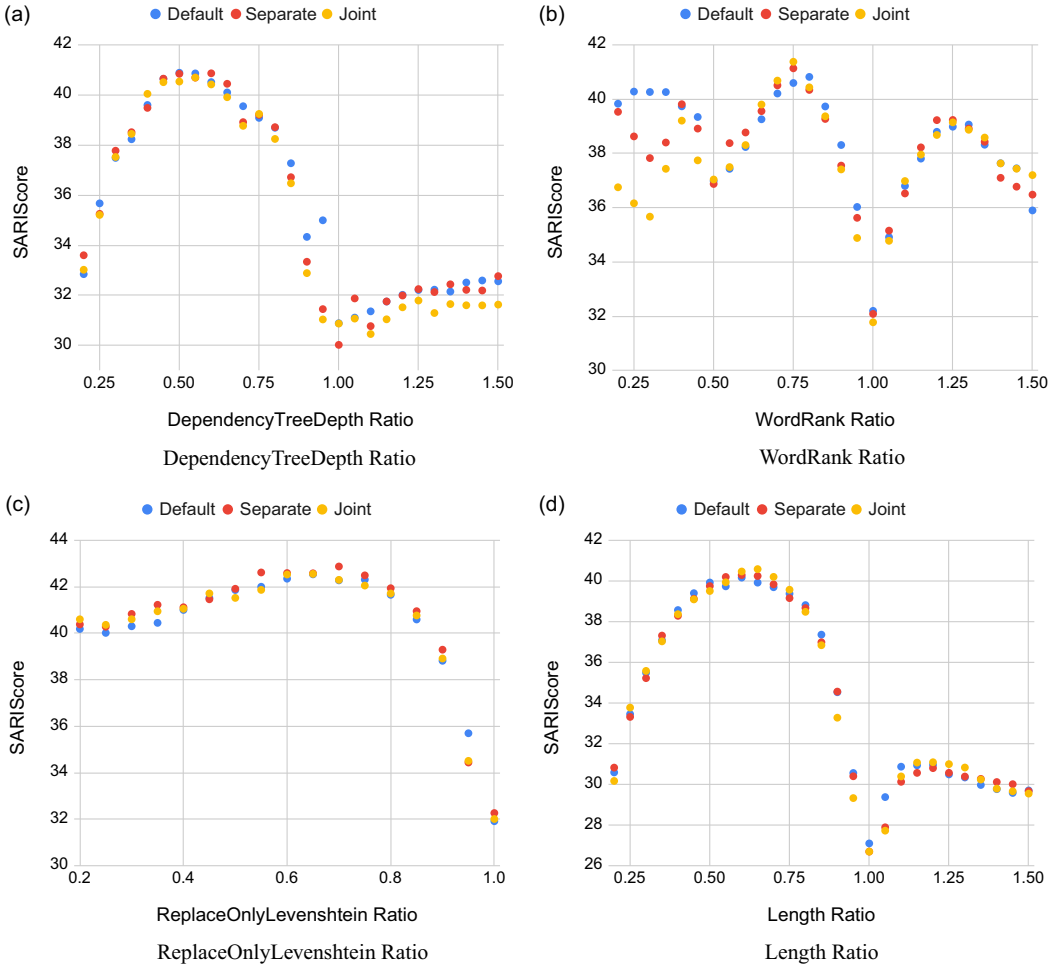 (a)
Default Separate Joint
SARIScore
42
40
38
36
34
32
30
0.25 0.50 0.75 1.00 1.25 1.50
DependencyTreeDepth Ratio
DependencyTreeDepth Ratio
(b)
Default Separate Joint
SARIScore
42
40
38
36
34
32
30
0.25 0.50 0.75 1.00 1.25 1.50
WordRank Ratio
WordRank Ratio
(c)
Default Separate Joint
SARIScore
44
42
40
38
36
34
32
30
0.2 0.4 0.6 0.8 1.0
ReplaceOnlyLevenshtein Ratio
ReplaceOnlyLevenshtein Ratio
(d)
Default Separate Joint
SARIScore
42
40
38
36
34
32
30
28
26
0.25 0.50 0.75 1.00 1.25 1.50
Length Ratio
Length Ratio